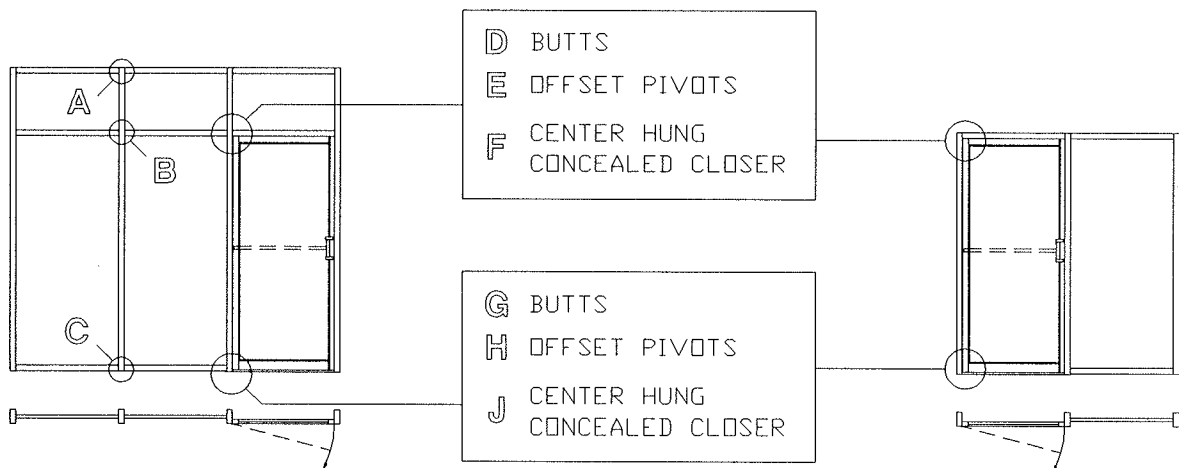 A
B
C
D BUTTS
E OFFSET PIVOTS
F CENTER HUNG
CONCEALED CLOSER
G BUTTS
H OFFSET PIVOTS
J CENTER HUNG
CONCEALED CLOSER